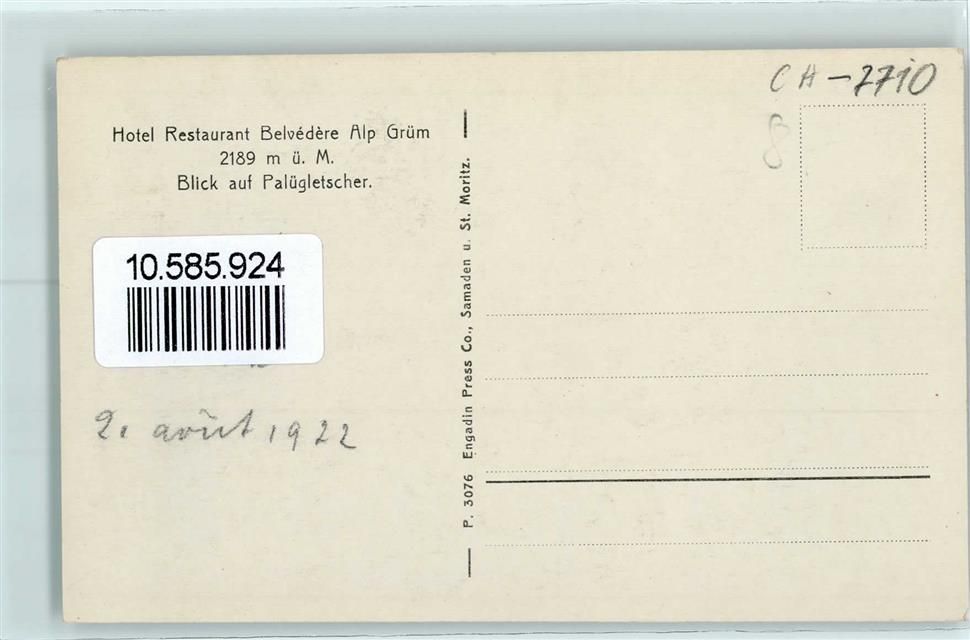 CH-7710
8
Hotel Restaurant Belvédère Alp Grüm
2189 m ü. M.
Blick auf Palügletscher.
10.585.924
2. août 1922
P. 3076 Engadin Press Co., Samaden u. St. Moritz.